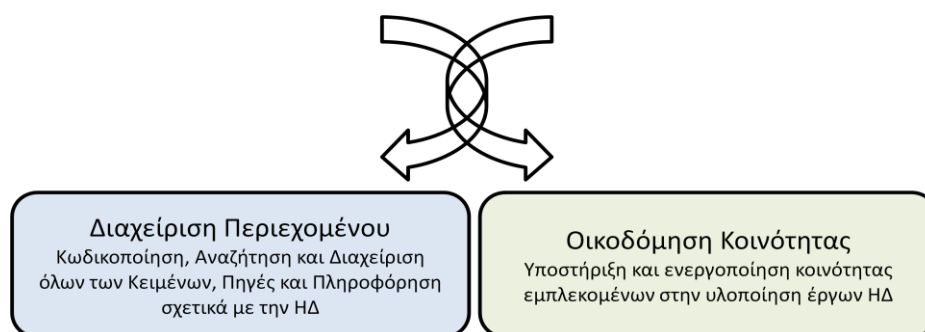 Διαχείριση Περιεχομένου
Κωδικοποίηση, Αναζήτηση και Διαχείριση
όλων των Κειμένων, Πηγές και Πληροφόρηση
σχετικά με την ΗΔ
Οικοδόμηση Κοινότητας
Υποστήριξη και ενεργοποίηση κοινότητας
εμπλεκομένων στην υλοποίηση έργων ΗΔ